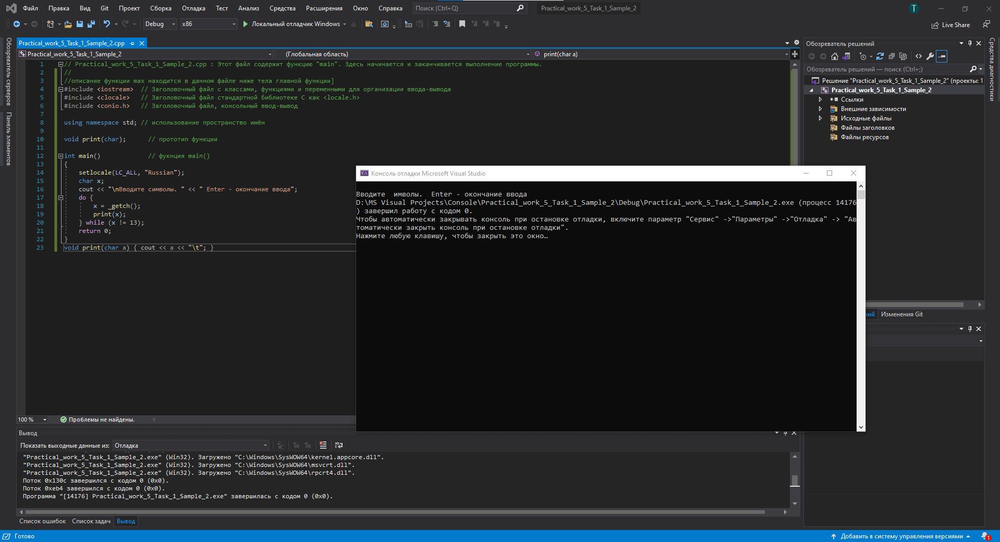 Файл Правка Вид Git Проект Сборка Отладка Тест Анализ Средства Расширения Окно Справка Поиск (Ctrl+Q) Practical_work_5_Task_1_Sample_2 T
Debug x86 Локальный отладчик Windows Live Share
Обозреватель серверов
Панель элементов
Practical_work_5_Task_1_Sample_2.cpp
Practical_work_5_Task_1_Sample_2 (Глобальная область) print(char a)
1 // Practical_work_5_Task_1_Sample_2.cpp : Этот файл содержит функцию "main". Здесь начинается и заканчивается выполнение программы.
2 //
3 //описание функции max находится в данном файле ниже тела главной функции]
4 #include <iostream> // Заголовочный файл с классами, функциями и переменными для организации ввода-вывода
5 #include <clocale> // Заголовочный файл стандартной библиотеке С как <locale.h>
6 #include <conio.h> // Заголовочный файл, консольный ввод-вывод
7
8 using namespace std; // использование пространство имён
9
10 void print(char); // прототип функции
11
12 int main() // фукнция main()
13 {
14 setlocale(LC_ALL, "Russian");
15 char x;
16 cout << "\nВводите символы. " << " Enter - окончание ввода";
17 do {
18 x = _getch();
19 print(x);
20 } while (x != 13);
21 return 0;
22 }
23 void print(char a) { cout << a << "\t"; }
100 % Проблемы не найдены.
Консоль отладки Microsoft Visual Studio
Вводите имволы. Enter - окончание ввода
D:\MS Visual Projects\Console\Practical_work_5_Task_1_Sample_2\Debug\Practical_work_5_Task_1_Sample_2.exe (процесс 14176
) завершил работу с кодом 0.
Чтобы автоматически закрывать консоль при остановке отладки, включите параметр "Сервис" ->"Параметры" ->"Отладка" -> "Ав
томатически закрыть консоль при остановке отладки".
Нажмите любую клавишу, чтобы закрыть это окно…
Обозреватель решений
Обозреватель решений — поиск (Ctrl+;)
Решение "Practical_work_5_Task_1_Sample_2" (проекты: 1
Practical_work_5_Task_1_Sample_2
Ссылки
Внешние зависимости
Исходные файлы
Файлы заголовков
Файлы ресурсов
Средства диагностики
ний Изменения Git
Вывод
Показать выходные данные из: Отладка
"Practical_work_5_Task_1_Sample_2.exe" (Win32). Загружено "C:\Windows\SysWOW64\kernel.appcore.dll".
"Practical_work_5_Task_1_Sample_2.exe" (Win32). Загружено "C:\Windows\SysWOW64\msvcrt.dll".
"Practical_work_5_Task_1_Sample_2.exe" (Win32). Загружено "C:\Windows\SysWOW64\rpcrt4.dll".
Поток 0x130c завершился с кодом 0 (0x0).
Поток 0xeb4 завершился с кодом 0 (0x0).
Программа "[14176] Practical_work_5_Task_1_Sample_2.exe" завершилась с кодом 0 (0x0).
Список ошибок Список задач Вывод
Готово Добавить в систему управления версиями 1